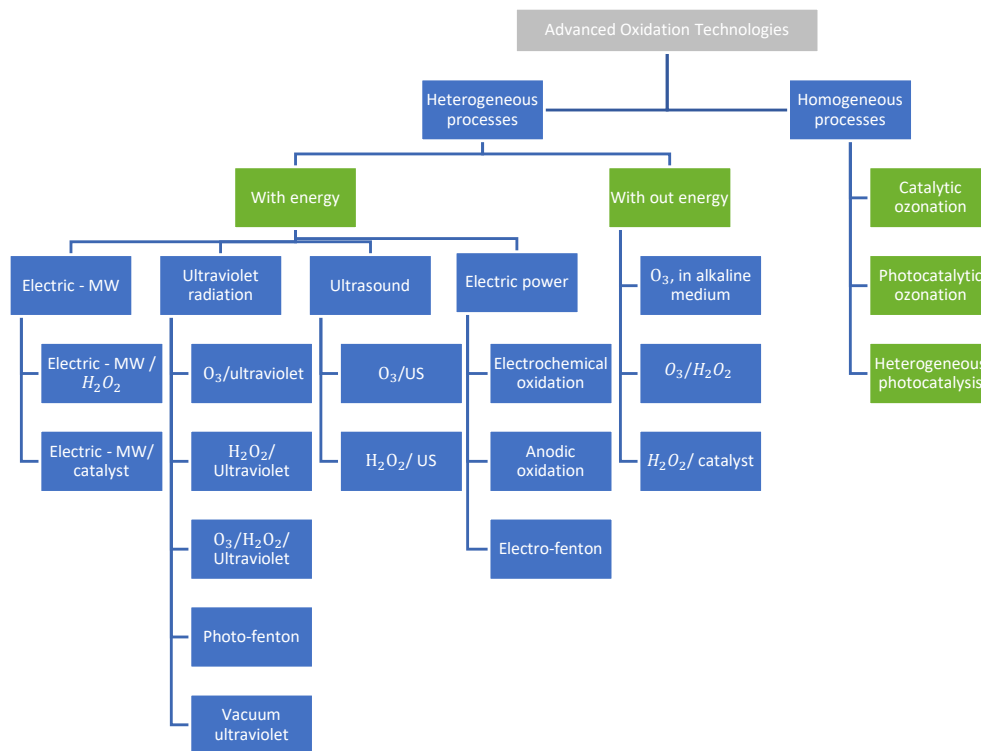 Advanced Oxidation Technologies
Heterogeneous
processes
Homogeneous
processes
With energy
With out energy
Catalytic
ozonation
Photocatalytic
ozonation
Heterogeneous
photocatalysis
Electric - MW
Ultraviolet
radiation
Ultrasound
Electric power
O₃, in alkaline
medium
Electric - MW /
H₂O₂
O₃/ultraviolet
O₃/US
Electrochemical
oxidation
O₃/H₂O₂
Electric - MW/
catalyst
H₂O₂/
Ultraviolet
H₂O₂/ US
Anodic
oxidation
H₂O₂/ catalyst
O₃/H₂O₂/
Ultraviolet
Electro-fenton
Photo-fenton
Vacuum
ultraviolet